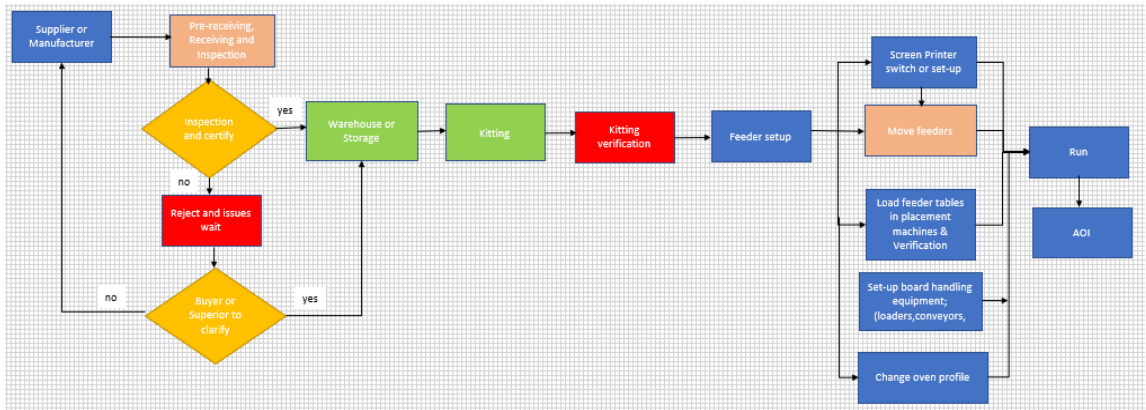 Supplier or
Manufacturer
Pre-receiving,
Receiving and
Inspection
Inspection
and certify
yes
no
Reject and issues
wait
Buyer or
Superior to
clarify
no
yes
Warehouse or
Storage
Kitting
Kitting
verification
Feeder setup
Screen Printer
switch or set-up
Move feeders
Load feeder tables
in placement
machines &
Verification
Set-up board handling
equipment;
(loaders,conveyors,
Change oven profile
Run
AOI